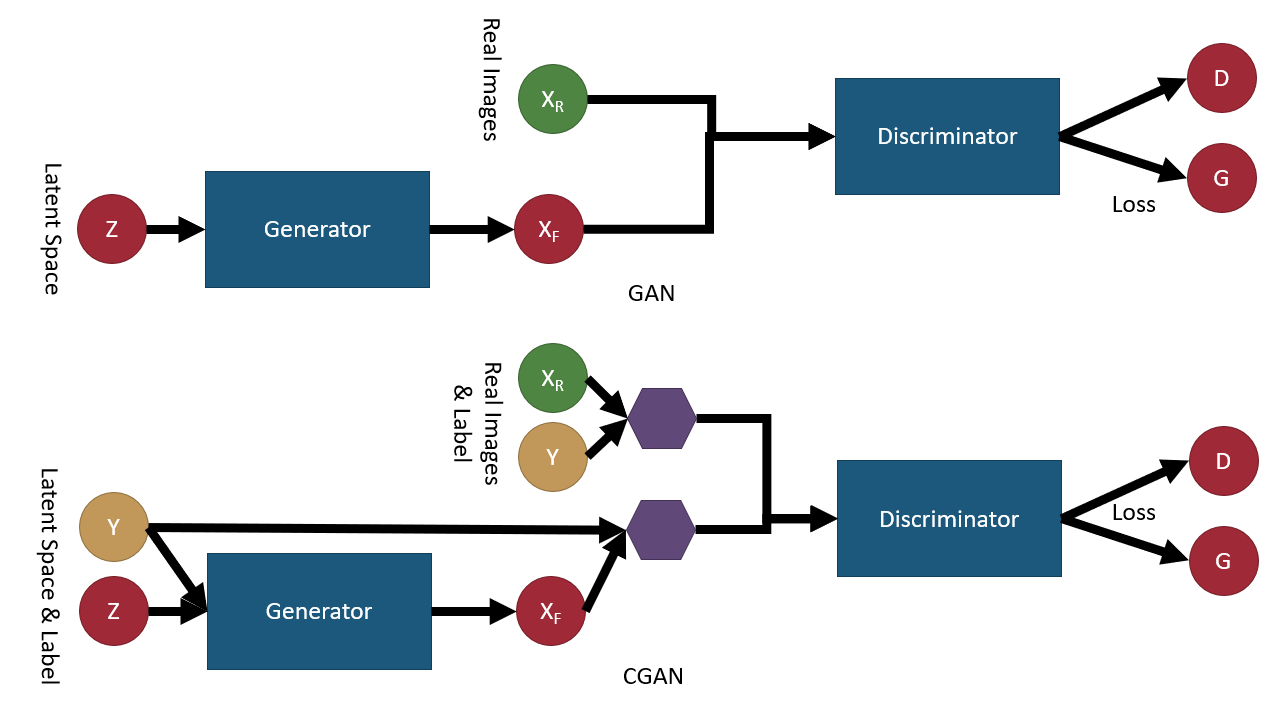 Real Images
X_R
Discriminator
D
G
Loss
Latent Space
Z
Generator
X_F
GAN
Real Images
& Label
X_R
Y
Latent Space & Label
Y
Z
Generator
X_F
Discriminator
D
Loss
G
CGAN